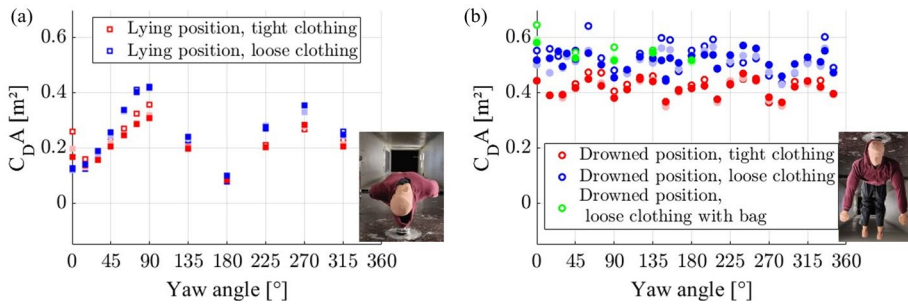 (a)
Lying position, tight clothing
Lying position, loose clothing
0.6
0.4
0.2
0
C_D A [m²]
0 45 90 135 180 225 270 315 360
Yaw angle [°]
(b)
0.6
0.4
0.2
0
C_D A [m²]
Drowned position, tight clothing
Drowned position, loose clothing
Drowned position,
loose clothing with bag
0 45 90 135 180 225 270 315 360
Yaw angle [°]